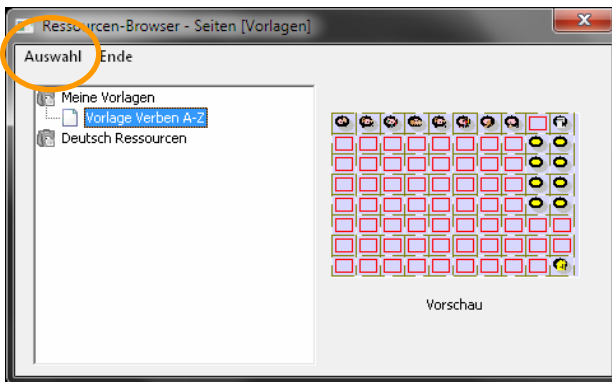 Ressourcen-Browser - Seiten [Vorlagen]
Auswahl Ende
Meine Vorlagen
Vorlage Verben A-Z
Deutsch Ressourcen
Vorschau